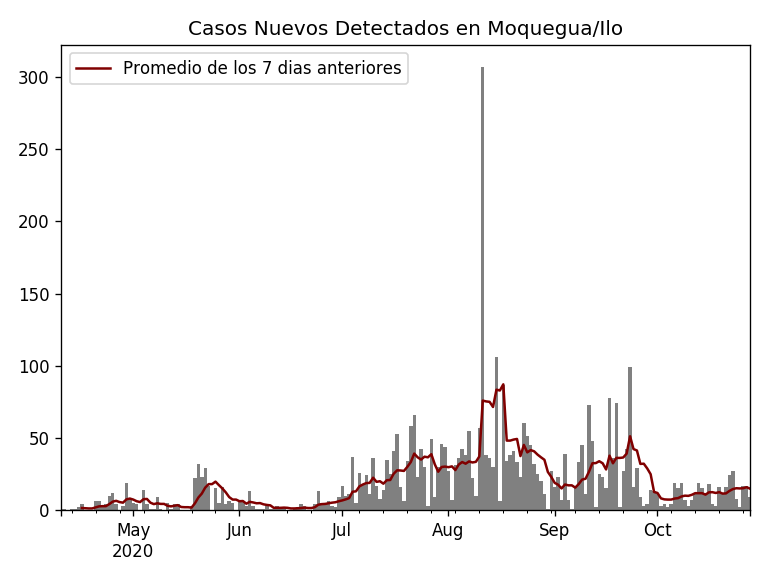 Casos Nuevos Detectados en Moquegua/Ilo
Promedio de los 7 dias anteriores
300
250
200
150
100
50
0
May Jun Jul Aug Sep Oct
2020